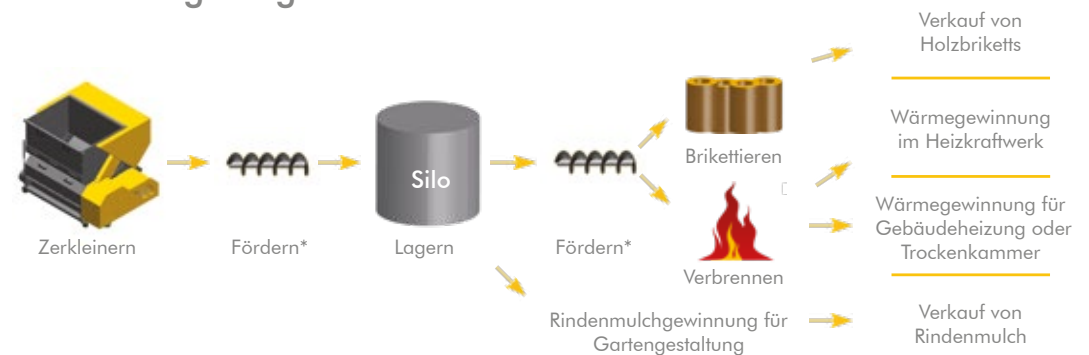 Verkauf von
Holzbriketts
Wärmegewinnung
im Heizkraftwerk
Brikettieren
Silo
Wärmegewinnung für
Gebäudeheizung oder
Trockenkammer
Zerkleinern
Fördern*
Lagern
Fördern*
Verbrennen
Rindenmulchgewinnung für
Gartengestaltung
Verkauf von
Rindenmulch